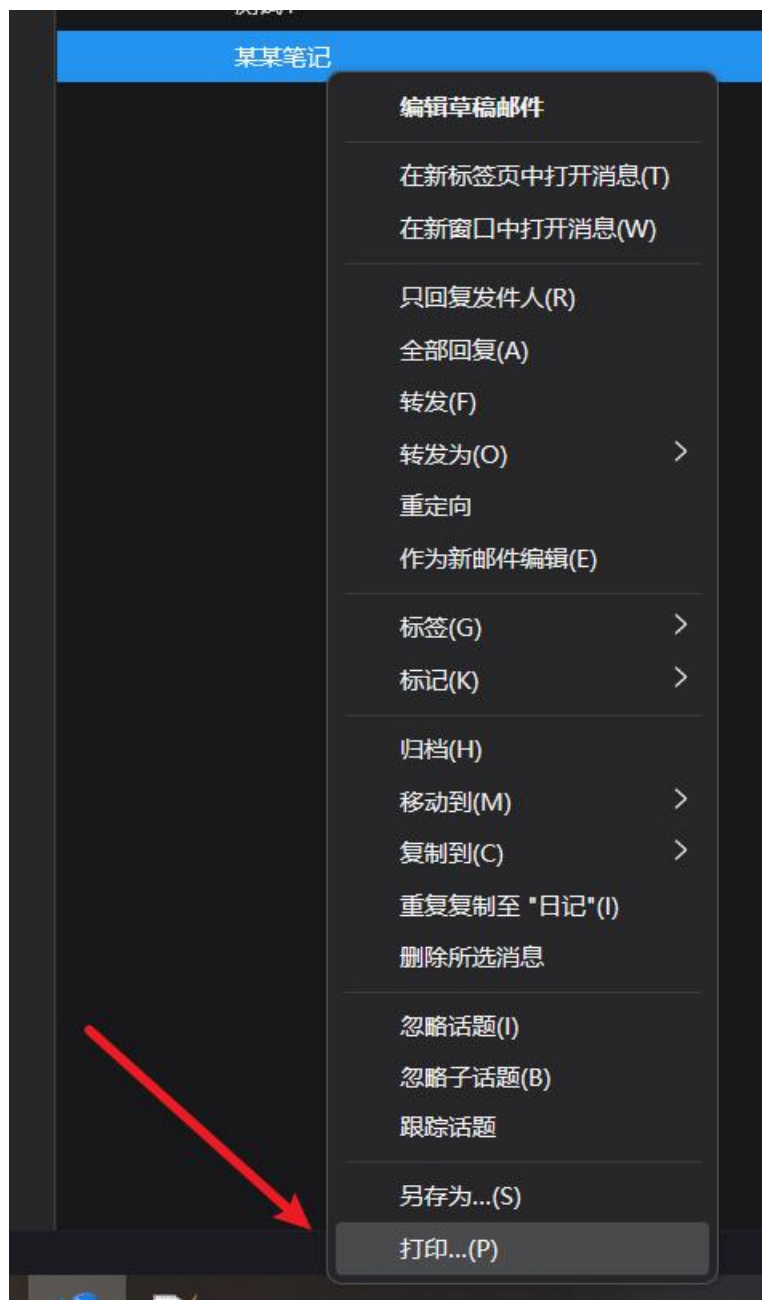 某某笔记
编辑草稿邮件
在新标签页中打开消息(T)
在新窗口中打开消息(W)
只回复发件人(R)
全部回复(A)
转发(F)
转发为(O)
重定向
作为新邮件编辑(E)
标签(G)
标记(K)
归档(H)
移动到(M)
复制到(C)
重复复制至 "日记"(I)
删除所选消息
忽略话题(I)
忽略子话题(B)
跟踪话题
另存为...(S)
打印...(P)